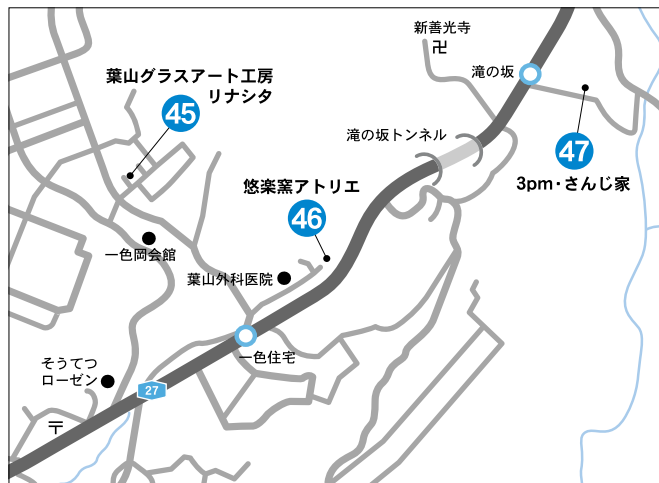 新善光寺
卍
滝の坂
葉山グラスアート工房
リナシタ
45
滝の坂トンネル
47
3pm・さんじ家
悠楽窯アトリエ
46
一色岡会館
葉山外科医院
一色住宅
そうてつ
ローゼン
27
〒